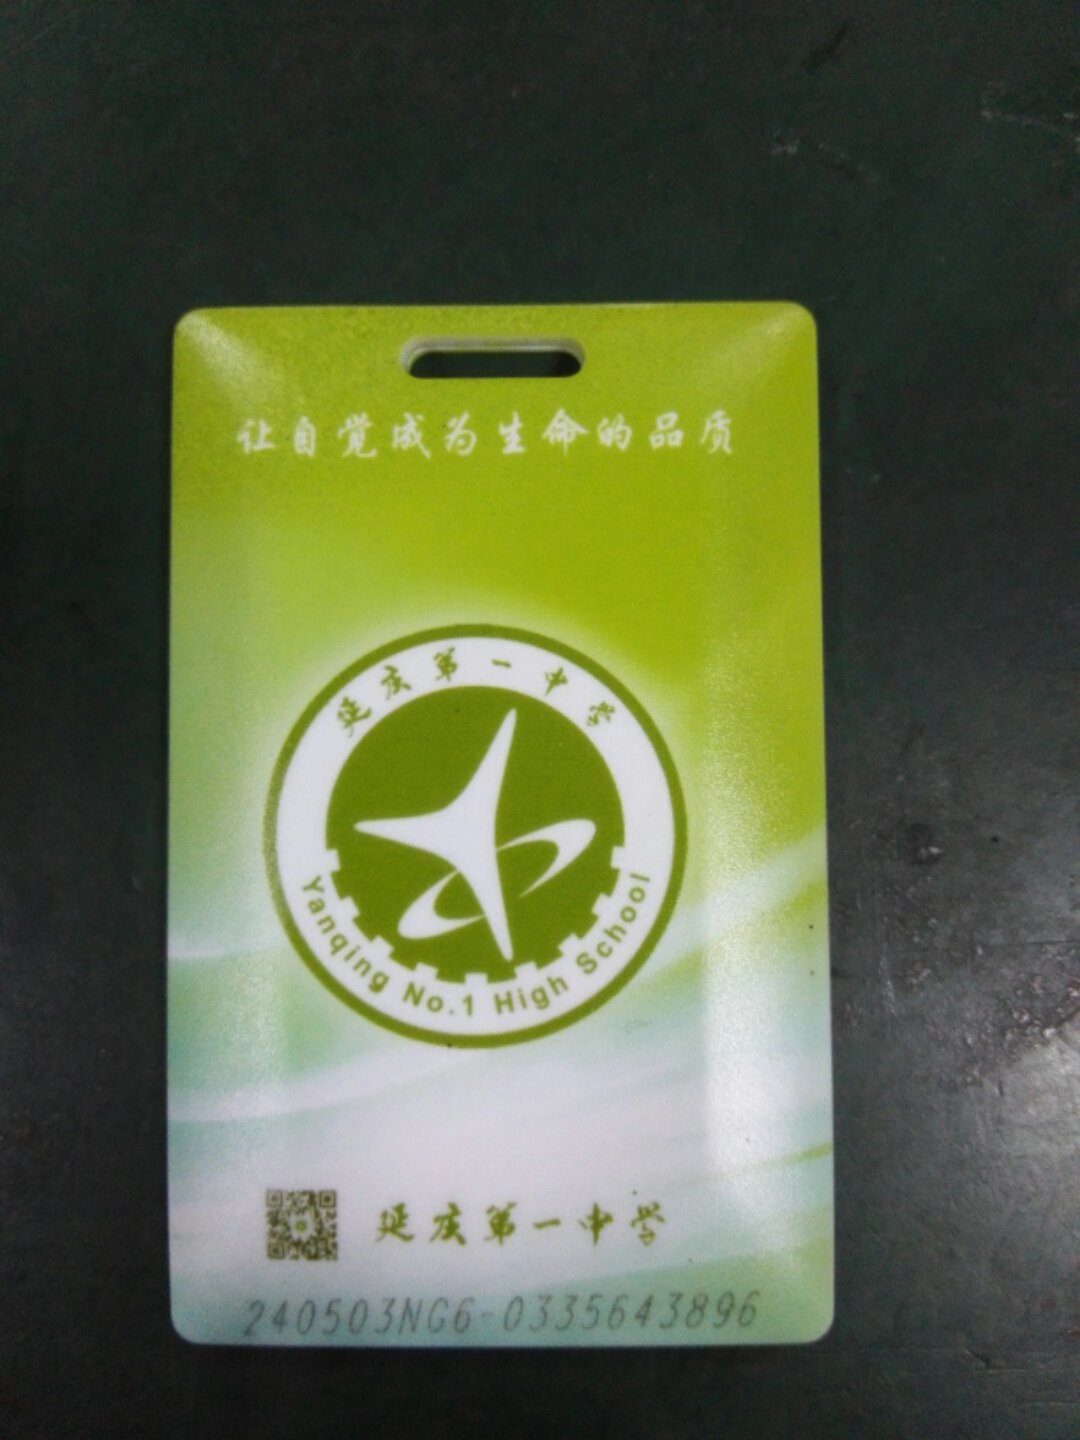 让自觉成为生命的品质
延庆第一中学
Yanqing No.1 High School
延庆第一中学
240503NG6-0335643896